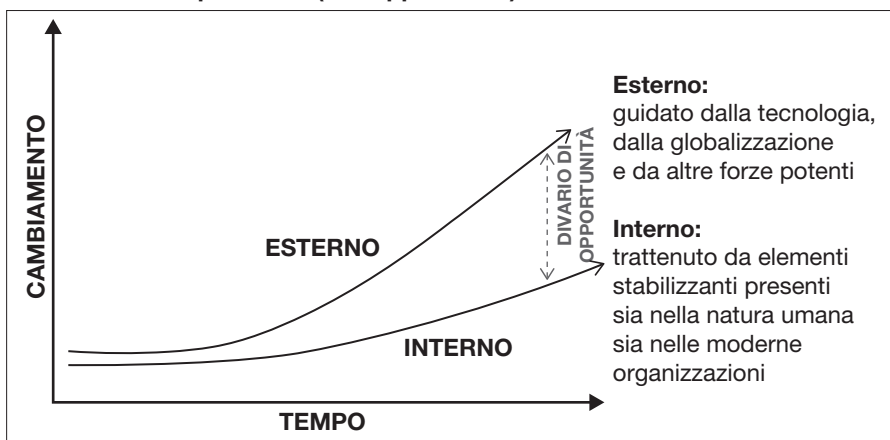 CAMBIAMENTO
ESTERNO
INTERNO
DIVARIO DI
OPPORTUNITÀ
TEMPO
Esterno:
guidato dalla tecnologia,
dalla globalizzazione
e da altre forze potenti
Interno:
trattenuto da elementi
stabilizzanti presenti
sia nella natura umana
sia nelle moderne
organizzazioni